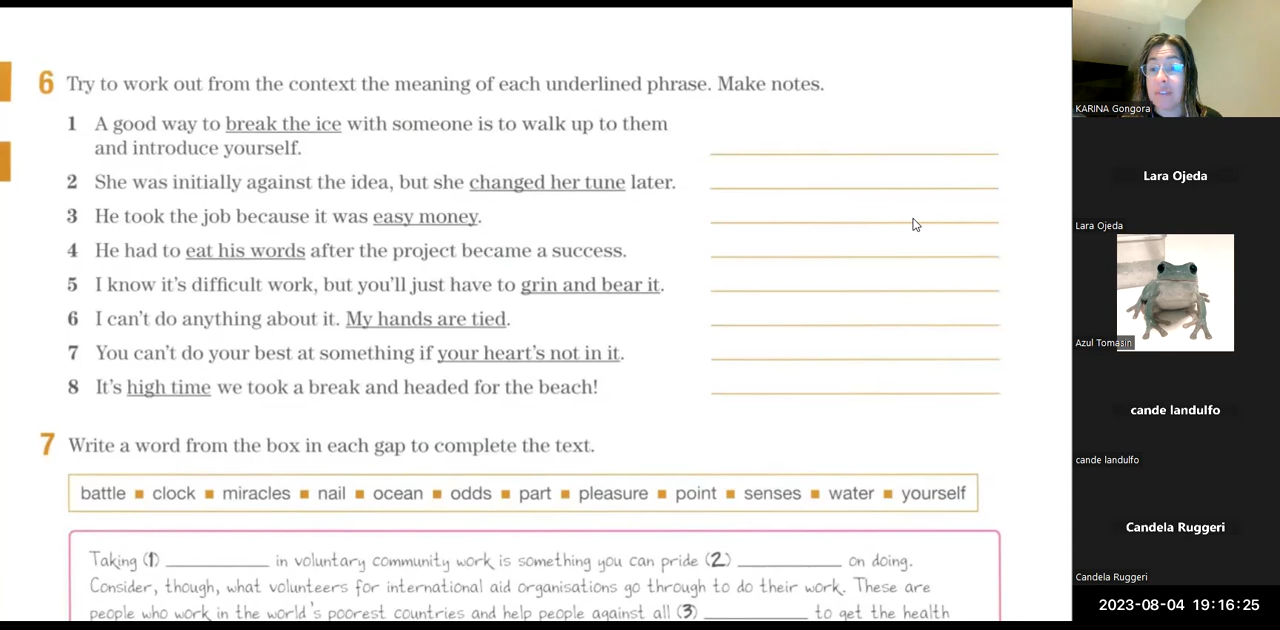 6 Try to work out from the context the meaning of each underlined phrase. Make notes.
1 A good way to break the ice with someone is to walk up to them
and introduce yourself.
2 She was initially against the idea, but she changed her tune later.
3 He took the job because it was easy money.
4 He had to eat his words after the project became a success.
5 I know it's difficult work, but you'll just have to grin and bear it.
6 I can't do anything about it. My hands are tied.
7 You can't do your best at something if your heart's not in it.
8 It's high time we took a break and headed for the beach!
7 Write a word from the box in each gap to complete the text.
battle ■ clock ■ miracles ■ nail ■ ocean ■ odds ■ part ■ pleasure ■ point ■ senses ■ water ■ yourself
Taking (1) __________ in voluntary community work is something you can pride (2) __________ on doing.
Consider, though, what volunteers for international aid organisations go through to do their work. These are
people who work in the world's poorest countries and help people against all (3) __________ to get the health
KARINA Gongora
Lara Ojeda
Lara Ojeda
Azul Tomasin
cande landulfo
cande landulfo
Candela Ruggeri
Candela Ruggeri
2023-08-04 19:16:25